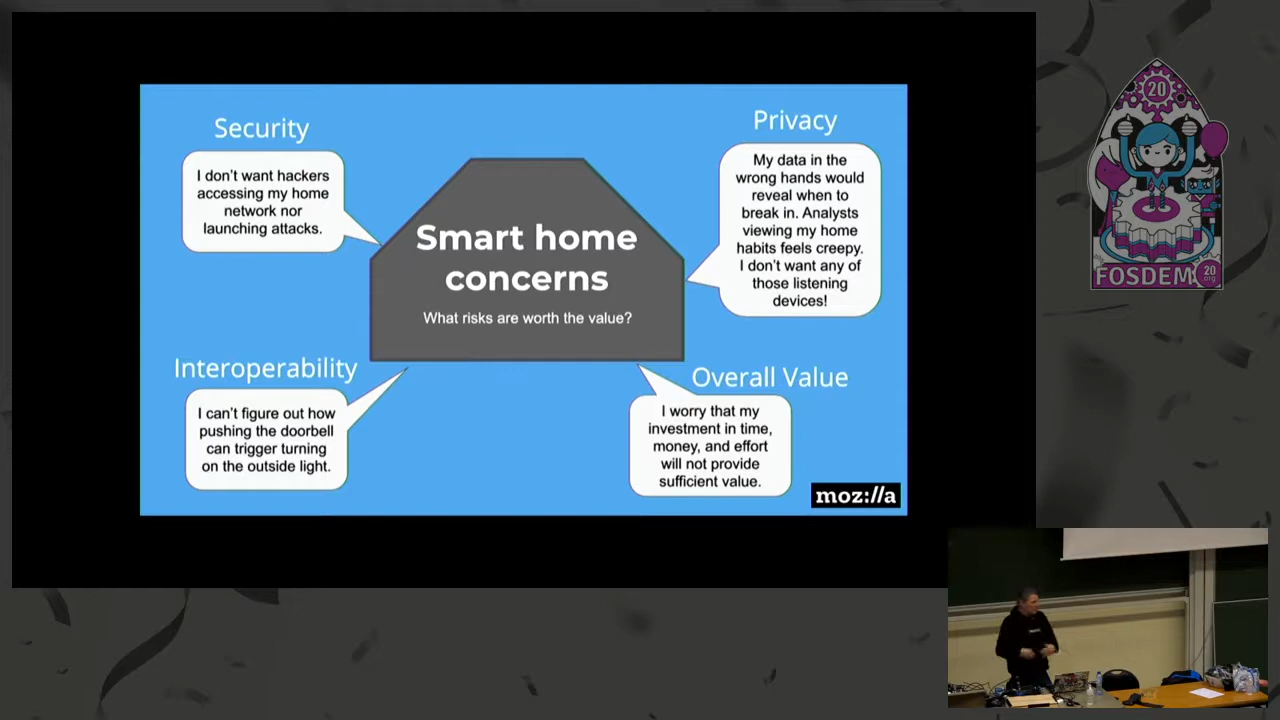 Security
I don't want hackers
accessing my home
network nor
launching attacks.
Privacy
My data in the
wrong hands would
reveal when to
break in. Analysts
viewing my home
habits feels creepy.
I don't want any of
those listening
devices!
Smart home
concerns
What risks are worth the value?
Interoperability
I can't figure out how
pushing the doorbell
can trigger turning
on the outside light.
Overall Value
I worry that my
investment in time,
money, and effort
will not provide
sufficient value.
moz://a
20
FOSDEM
20
.org